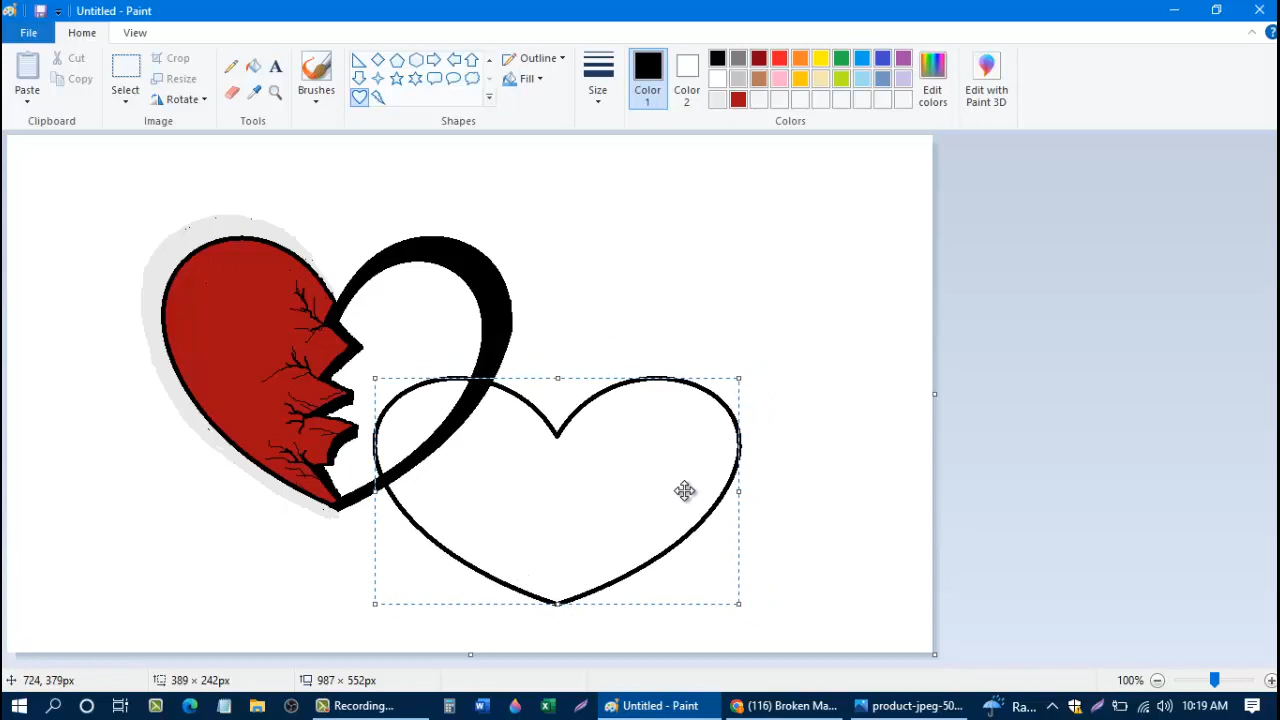 Untitled - Paint
File Home View
Paste
Cut
Copy
Clipboard
Select
Crop
Resize
Rotate
Image
A
Tools
Brushes
Shapes
Outline
Fill
Size
Color 1
Color 2
Colors
Edit colors
Edit with Paint 3D
724, 379px 389 × 242px 987 × 552px 100%
Recording... Untitled - Paint (116) Broken Ma... product-jpeg-50... Ra... 10:19 AM